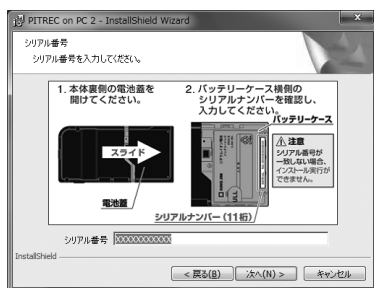 PITREC on PC 2 - InstallShield Wizard
シリアル番号
シリアル番号を入力してください。
1. 本体裏側の電池蓋を
開けてください。
2. バッテリーケース横側の
シリアルナンバーを確認し、
入力してください。
バッテリーケース
スライド
注意
シリアル番号が
一致しない場合、
インストール実行が
できません。
電池蓋
シリアルナンバー(11桁)
シリアル番号
XXXXXXXXXXX
InstallShield
< 戻る(B)
次へ(N) >
キャンセル